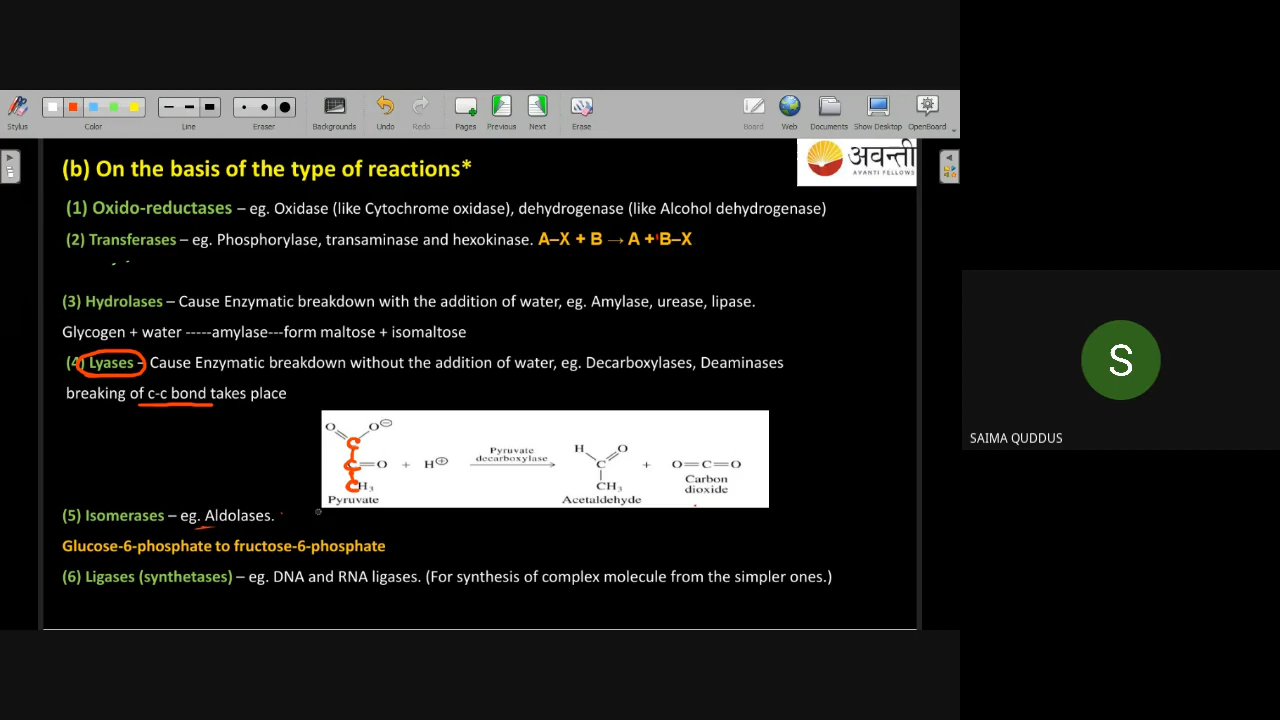 Stylus
Color
Line
Eraser
Backgrounds
Undo
Redo
Pages
Previous
Next
Erase
Board
Web
Documents
Show Desktop
OpenBoard
(b) On the basis of the type of reactions*
अवन्ती
AVANTI FELLOWS
(1) Oxido-reductases – eg. Oxidase (like Cytochrome oxidase), dehydrogenase (like Alcohol dehydrogenase)
(2) Transferases – eg. Phosphorylase, transaminase and hexokinase. A–X + B → A + B–X
(3) Hydrolases – Cause Enzymatic breakdown with the addition of water, eg. Amylase, urease, lipase.
Glycogen + water -----amylase---form maltose + isomaltose
(4) Lyases – Cause Enzymatic breakdown without the addition of water, eg. Decarboxylases, Deaminases
breaking of c-c bond takes place
O O⊖
C
C=O + H⊕
CH₃
Pyruvate
Pyruvate
decarboxylase
H O
C
CH₃
Acetaldehyde
+
O=C=O
Carbon
dioxide
(5) Isomerases – eg. Aldolases.
Glucose-6-phosphate to fructose-6-phosphate
(6) Ligases (synthetases) – eg. DNA and RNA ligases. (For synthesis of complex molecule from the simpler ones.)
S
SAIMA QUDDUS